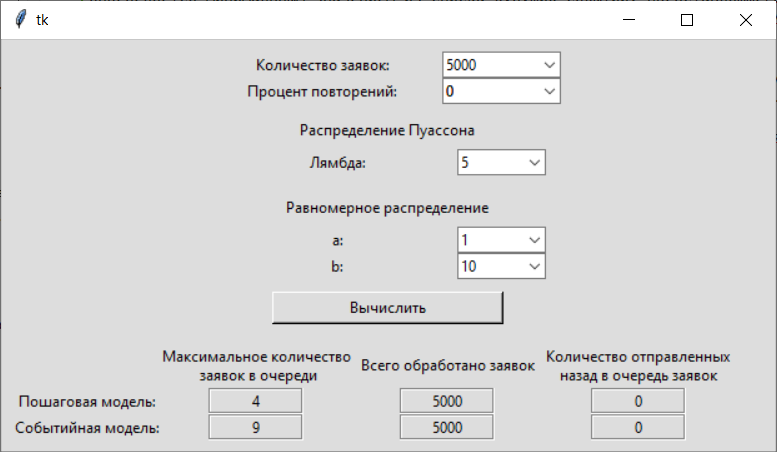 tk
Количество заявок: 5000
Процент повторений: 0
Распределение Пуассона
Лямбда: 5
Равномерное распределение
a: 1
b: 10
Вычислить
Максимальное количество
заявок в очереди
Всего обработано заявок
Количество отправленных
назад в очередь заявок
Пошаговая модель: 4 5000 0
Событийная модель: 9 5000 0